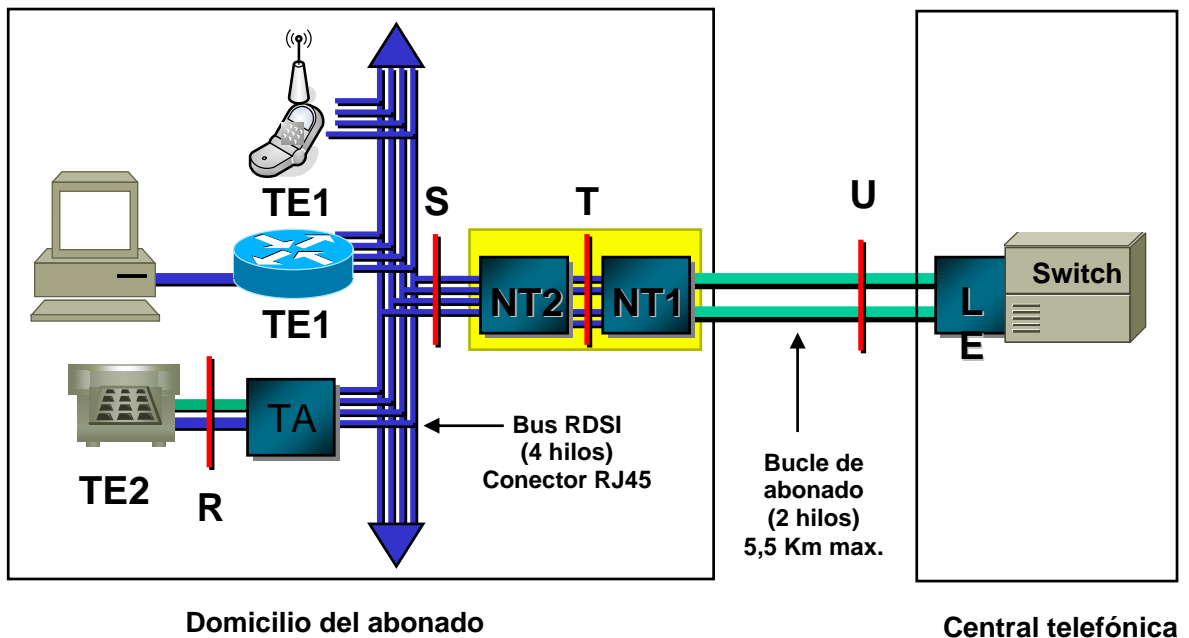 TE1
S
T
U
NT2
NT1
Switch
L
E
TE1
TA
TE2
R
Bus RDSI
(4 hilos)
Conector RJ45
Bucle de
abonado
(2 hilos)
5,5 Km max.
Domicilio del abonado
Central telefónica